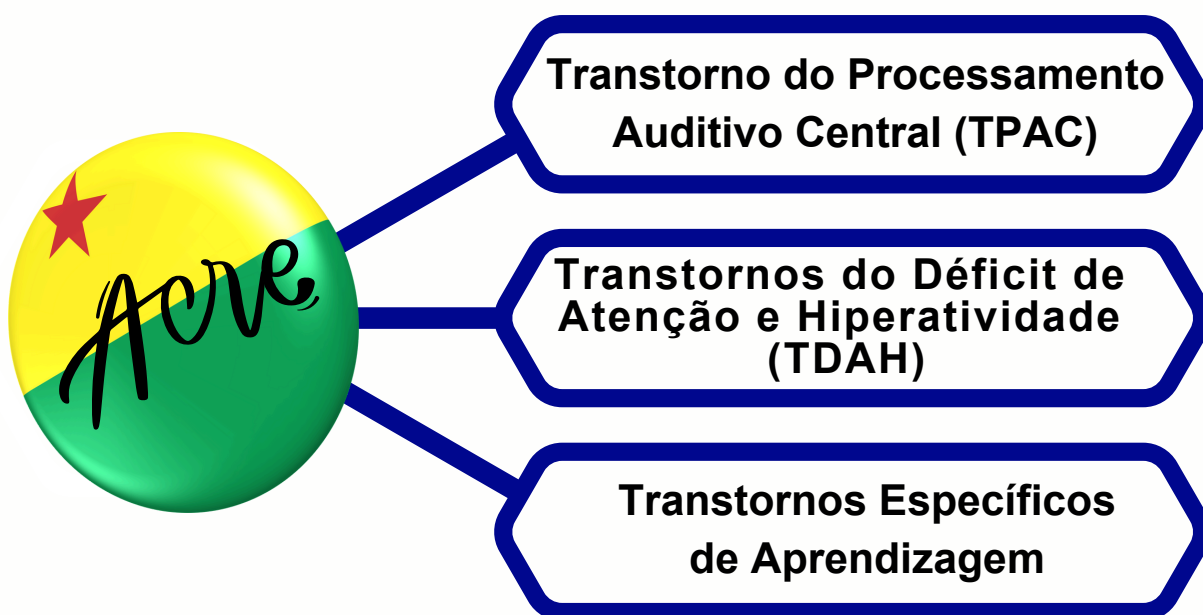 Acre
Transtorno do Processamento
Auditivo Central (TPAC)
Transtornos do Déficit de
Atenção e Hiperatividade
(TDAH)
Transtornos Específicos
de Aprendizagem